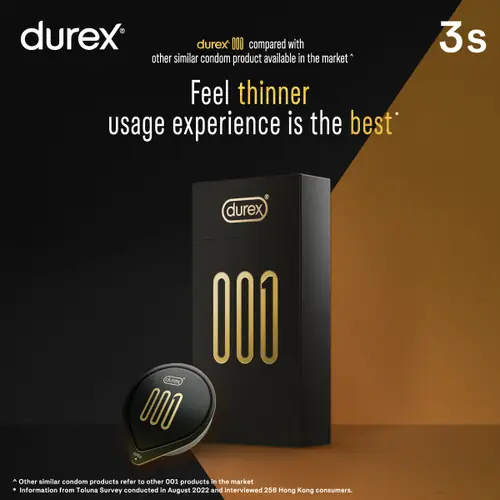 durex®
3s
durex® 001 compared with
other similar condom product available in the market ^
Feel thinner
usage experience is the best*
durex®
001
durex
001
^ Other similar condom products refer to other 001 products in the market
* Information from Toluna Survey conducted in August 2022 and interviewed 256 Hong Kong consumers.